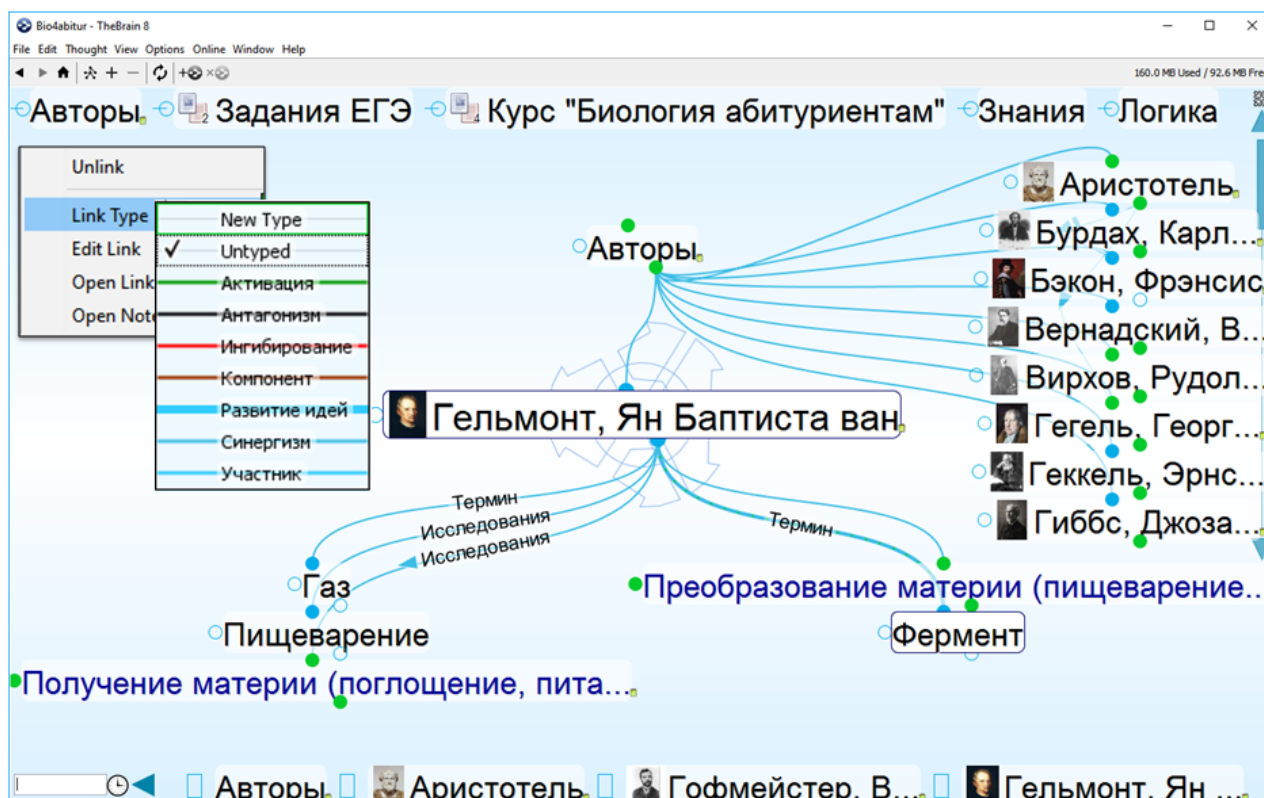 Bio4abitur - TheBrain 8
File Edit Thought View Options Online Window Help
160.0 MB Used / 92.6 MB Fre
Авторы 2 Задания ЕГЭ 4 Курс "Биология абитуриентам" Знания Логика
Unlink
Link Type
Edit Link
Open Link
Open Note
New Type
Untyped
Активация
Антагонизм
Ингибирование
Компонент
Развитие идей
Синергизм
Участник
Авторы
Аристотель
Бурдах, Карл...
Бэкон, Фрэнсис
Вернадский, В...
Вирхов, Рудол...
Гегель, Георг...
Геккель, Эрнс...
Гиббс, Джоза...
Гельмонт, Ян Баптиста ван
Термин
Исследования
Исследования
Термин
Газ
Пищеварение
Получение материи (поглощение, пита...
Преобразование материи (пищеварение...
Фермент
Авторы Аристотель Гофмейстер, В... Гельмонт, Ян ...